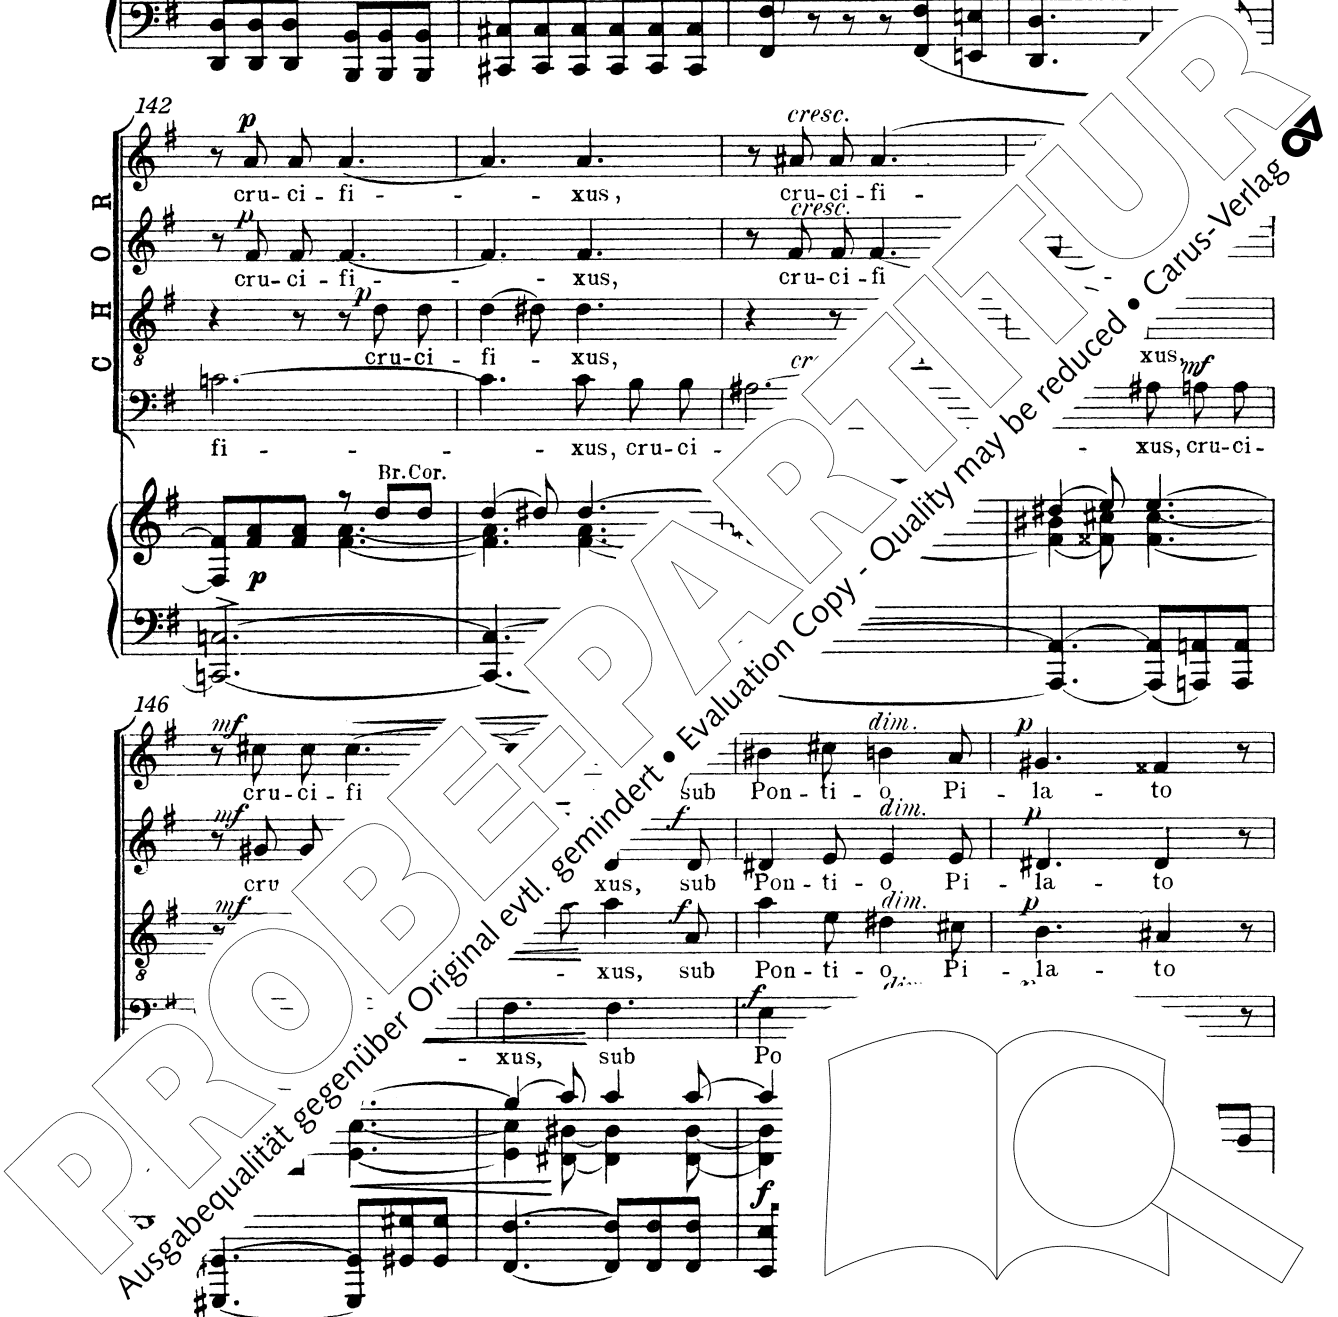 142
p cresc.
CHOR
cru-ci-fi - - - xus, cru-ci-fi -
p cresc.
cru-ci-fi - - - xus, cru-ci-fi -
p
cru-ci - fi - xus, xus,
mf
fi - - - - xus, cru-ci - - xus, cru-ci-
Br. Cor.
p
146
mf dim. p
cru-ci-fi sub Pon-ti-o Pi - la - to
mf f dim. p
xus, sub Pon-ti-o Pi - la - to
mf f dim. p
- xus, sub Pon-ti-o Pi - la - to
f
- xus, sub Po
f
PROBE-PARTITUR
Ausgabequalität gegenüber Original evtl. gemindert • Evaluation Copy - Quality may be reduced • Carus-Verlag